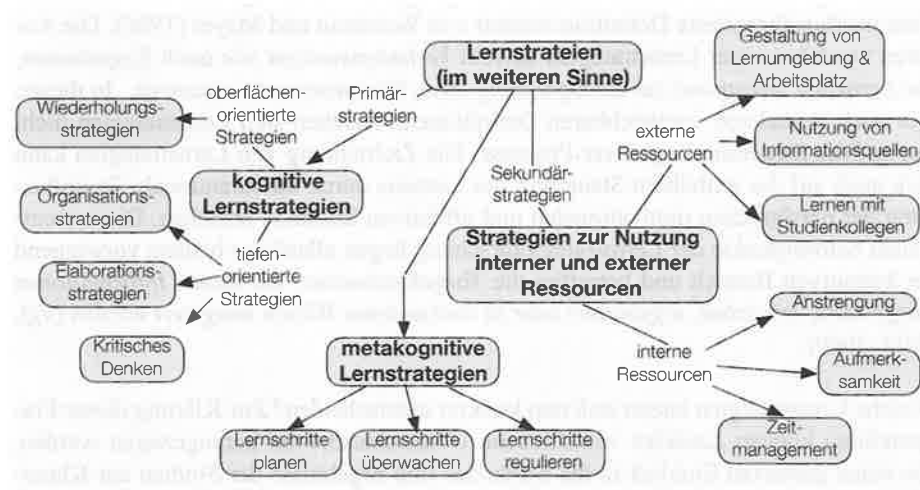 Lernstrateien
(im weiteren Sinne)
Primär-
strategien
kognitive
Lernstrategien
oberflächen-
orientierte
Strategien
Wiederholungs-
strategien
tiefen-
orientierte
Strategien
Organisations-
strategien
Elaborations-
strategien
Kritisches
Denken
metakognitive
Lernstrategien
Lernschritte
planen
Lernschritte
überwachen
Lernschritte
regulieren
Sekundär-
strategien
Strategien zur Nutzung
interner und externer
Ressourcen
externe
Ressourcen
Gestaltung von
Lernumgebung &
Arbeitsplatz
Nutzung von
Informationsquellen
Lernen mit
Studienkollegen
interne
Ressourcen
Anstrengung
Aufmerk-
samkeit
Zeit-
management